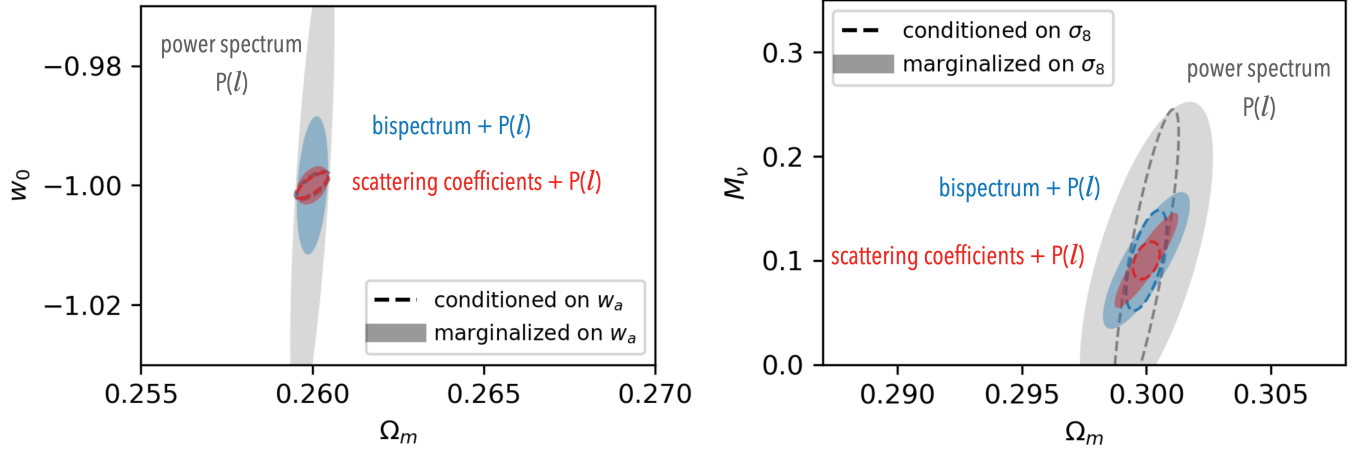 power spectrum
P(l)
bispectrum + P(l)
scattering coefficients + P(l)
conditioned on wₐ
marginalized on wₐ
w₀
−0.98
−1.00
−1.02
0.255
0.260
0.265
0.270
Ωₘ
conditioned on σ₈
marginalized on σ₈
power spectrum
P(l)
bispectrum + P(l)
scattering coefficients + P(l)
Mᵥ
0.3
0.2
0.1
0.0
0.290
0.295
0.300
0.305
Ωₘ